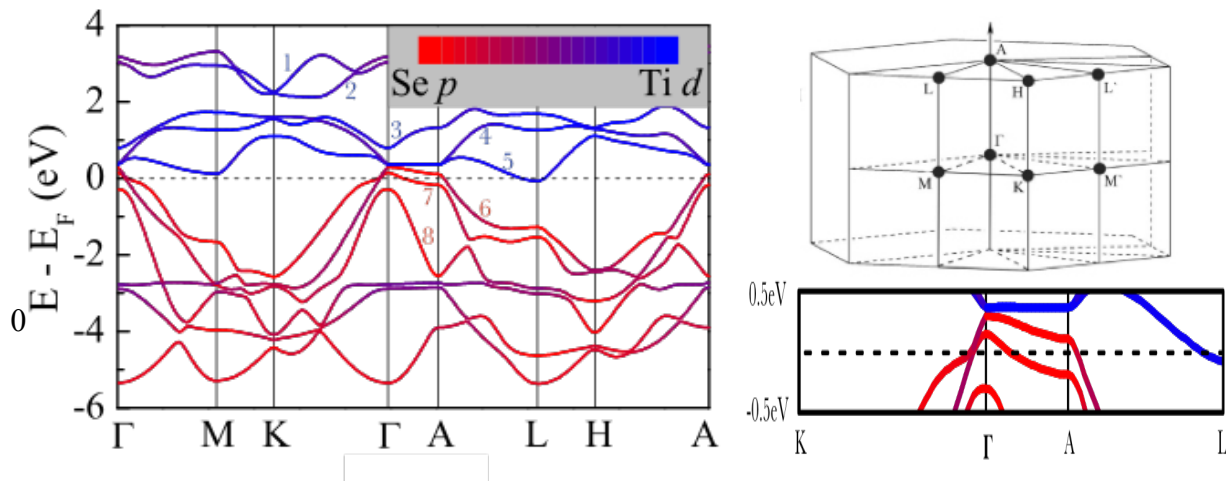 4
2
0
-2
-4
-6
E - E_F (eV)
0
Se p
Ti d
1
2
3
4
5
6
7
8
Γ M K Γ A L H A
A
L
H
L`
Γ
M
K
M`
0.5eV
-0.5eV
K Γ A L